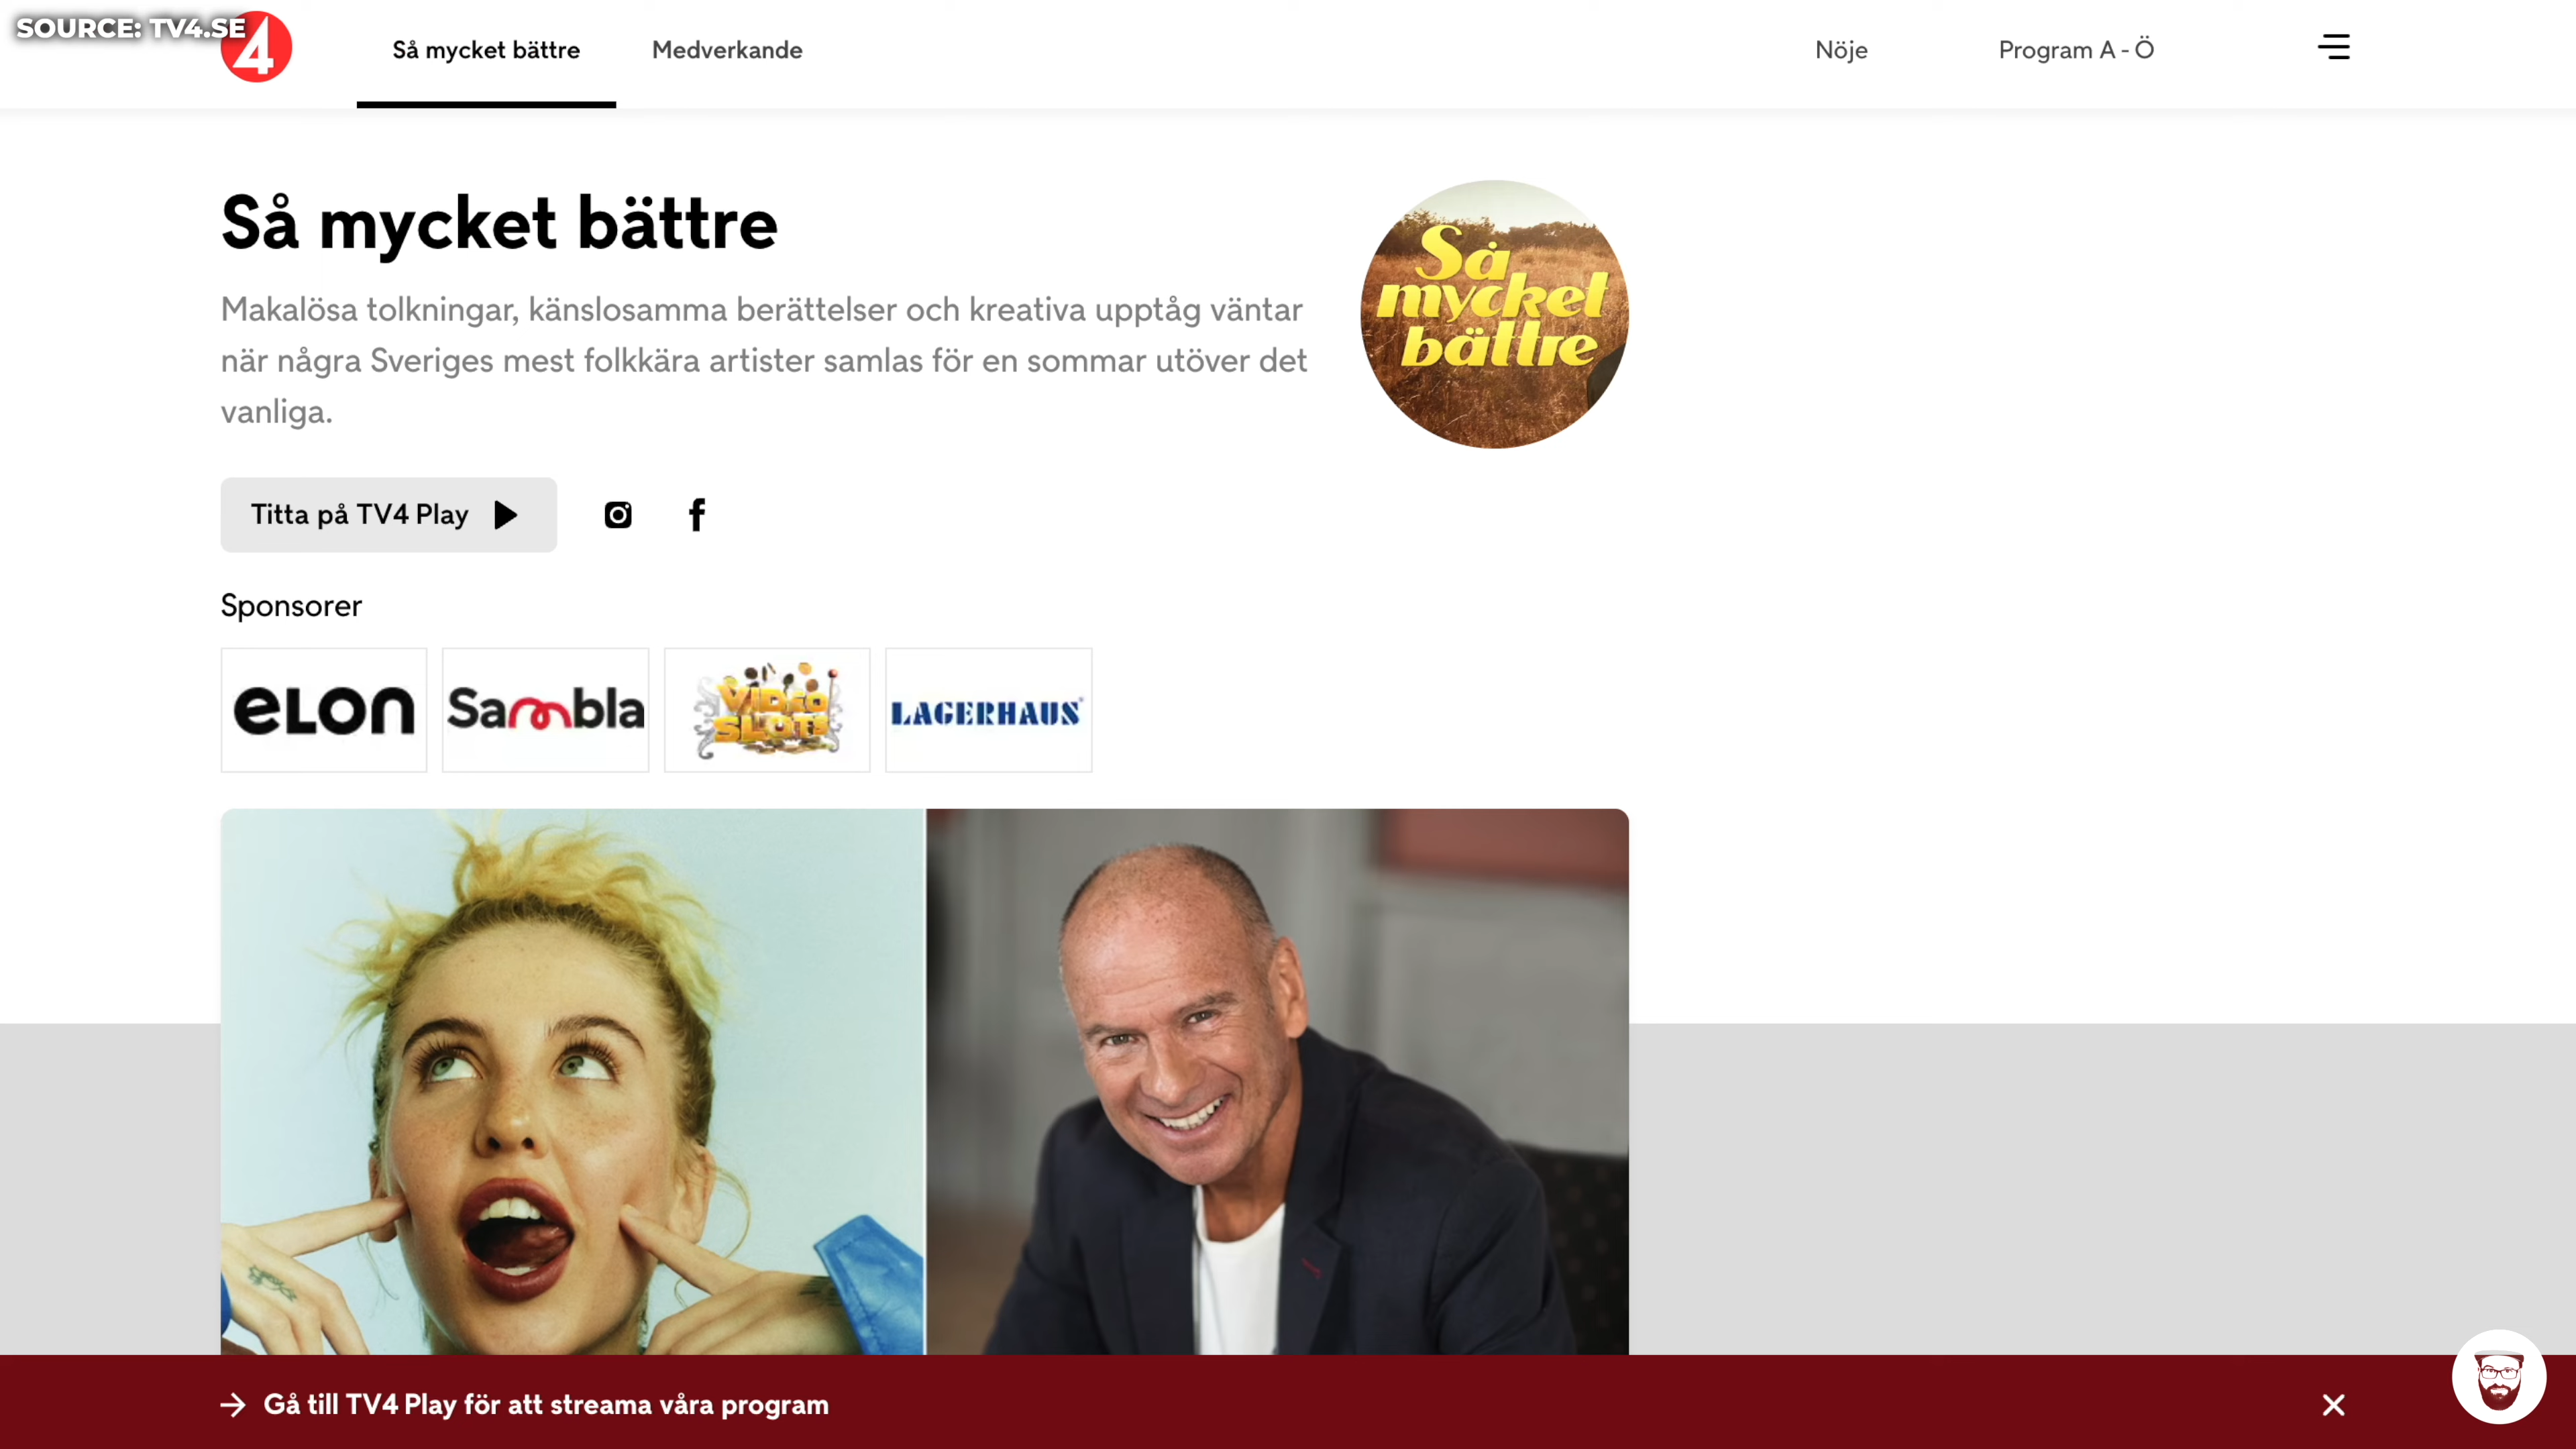 SOURCE: TV4.SE
4
Så mycket bättre
Medverkande
Nöje
Program A - Ö
Så mycket bättre
Makalösa tolkningar, känslosamma berättelser och kreativa upptåg väntar
när några Sveriges mest folkkära artister samlas för en sommar utöver det
vanliga.
Så
mycket
bättre
Titta på TV4 Play
Sponsorer
eLON
Sambla
VIDEO
SLOTS
LAGERHAUS
Gå till TV4 Play för att streama våra program